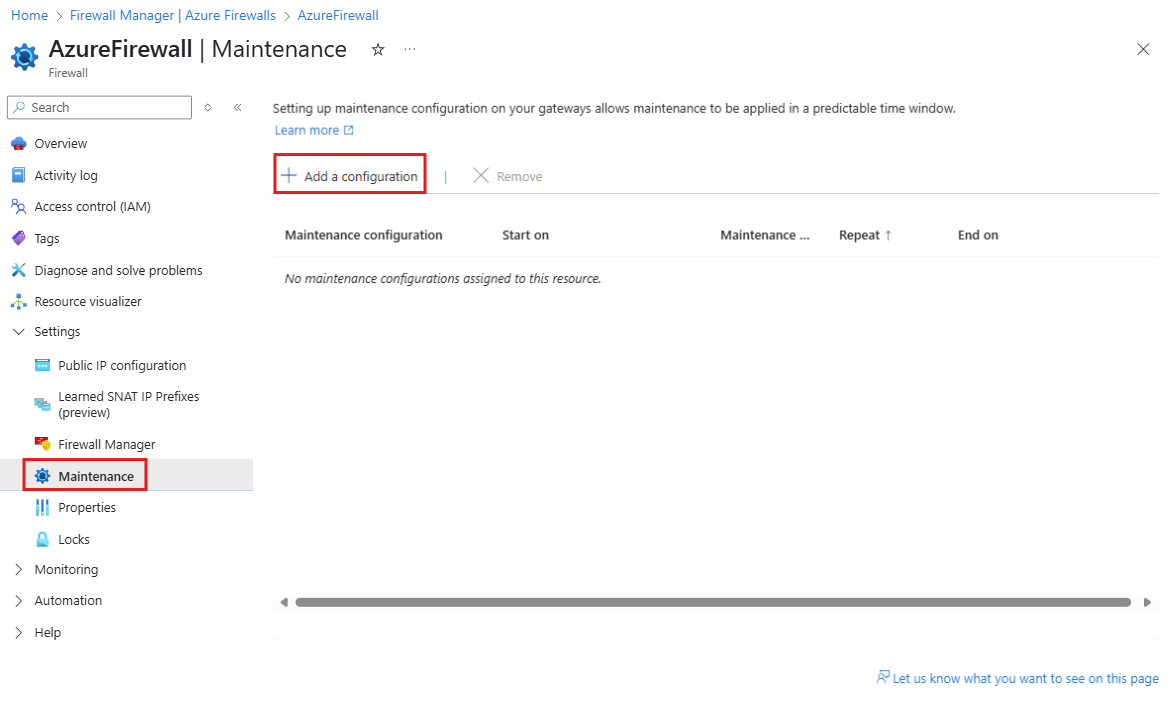 Home > Firewall Manager | Azure Firewalls > AzureFirewall
AzureFirewall | Maintenance
Firewall
Search
Overview
Activity log
Access control (IAM)
Tags
Diagnose and solve problems
Resource visualizer
Settings
Public IP configuration
Learned SNAT IP Prefixes
(preview)
Firewall Manager
Maintenance
Properties
Locks
Monitoring
Automation
Help
Setting up maintenance configuration on your gateways allows maintenance to be applied in a predictable time window.
Learn more
Add a configuration | Remove
Maintenance configuration Start on Maintenance ... Repeat ↑ End on
No maintenance configurations assigned to this resource.
Let us know what you want to see on this page